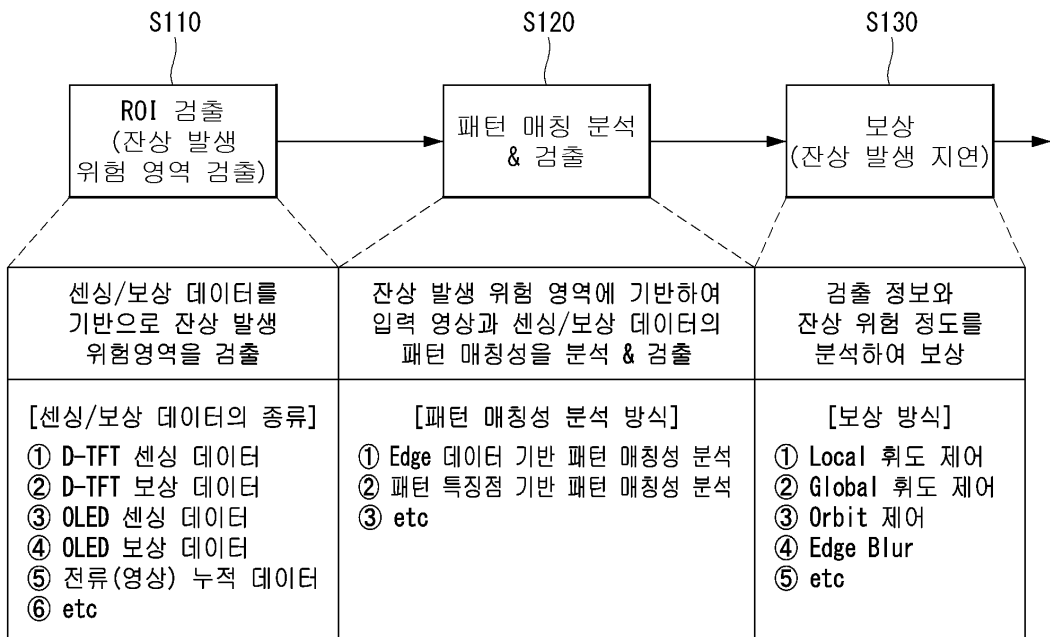 S110
S120
S130
ROI 검출
(잔상 발생
위험 영역 검출)
패턴 매칭 분석
& 검출
보상
(잔상 발생 지연)
센싱/보상 데이터를
기반으로 잔상 발생
위험영역을 검출
잔상 발생 위험 영역에 기반하여
입력 영상과 센싱/보상 데이터의
패턴 매칭성을 분석 & 검출
검출 정보와
잔상 위험 정도를
분석하여 보상
[센싱/보상 데이터의 종류]
① D-TFT 센싱 데이터
② D-TFT 보상 데이터
③ OLED 센싱 데이터
④ OLED 보상 데이터
⑤ 전류(영상) 누적 데이터
⑥ etc
[패턴 매칭성 분석 방식]
① Edge 데이터 기반 패턴 매칭성 분석
② 패턴 특징점 기반 패턴 매칭성 분석
③ etc
[보상 방식]
① Local 휘도 제어
② Global 휘도 제어
③ Orbit 제어
④ Edge Blur
⑤ etc